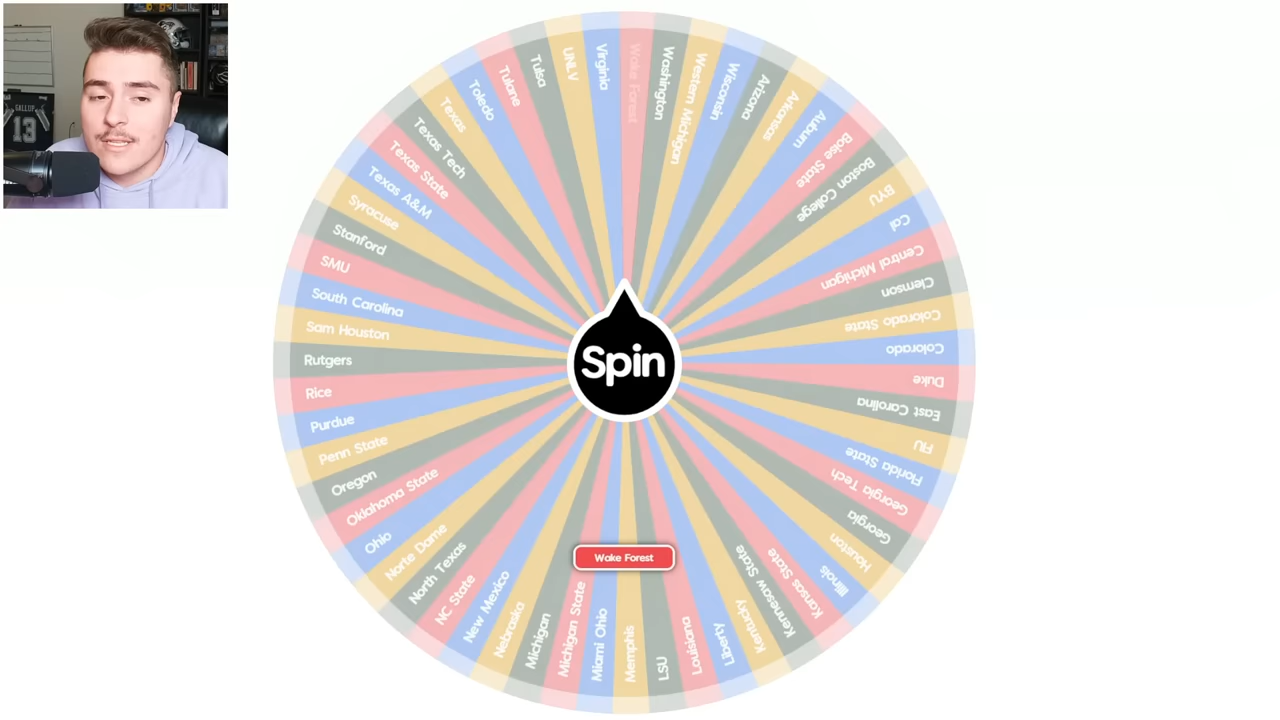 GALLUP
13
Wake Forest
Washington
Western Michigan
Wisconsin
Arizona
Arkansas
Auburn
Boise State
Boston College
BYU
Cal
Central Michigan
Clemson
Colorado State
Colorado
Duke
East Carolina
FIU
Florida State
Georgia Tech
Georgia
Houston
Illinois
Kansas State
Kennesaw State
Kentucky
Liberty
Louisiana
LSU
Memphis
Miami Ohio
Michigan State
Michigan
Nebraska
New Mexico
NC State
North Texas
Norte Dame
Ohio
Oklahoma State
Oregon
Penn State
Purdue
Rice
Rutgers
Sam Houston
South Carolina
SMU
Stanford
Syracuse
Texas A&M
Texas State
Texas Tech
Texas
Toledo
Tulane
Tulsa
UNLV
Virginia
Spin
Wake Forest